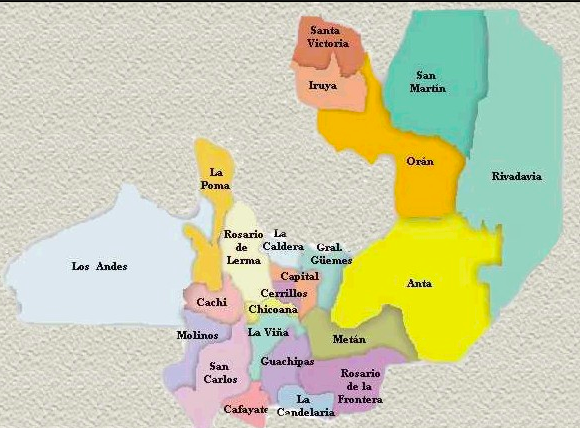 Santa
Victoria
Iruya
San
Martín
Orán
Rivadavia
La
Poma
Los Andes
Rosario
de
Lerma
La
Caldera
Gral.
Güemes
Capital
Cerrillos
Anta
Cachi
Chicoana
Molinos
La Viña
Metán
San
Carlos
Guachipas
Rosario
de la
Frontera
Cafayate
La
Candelaria